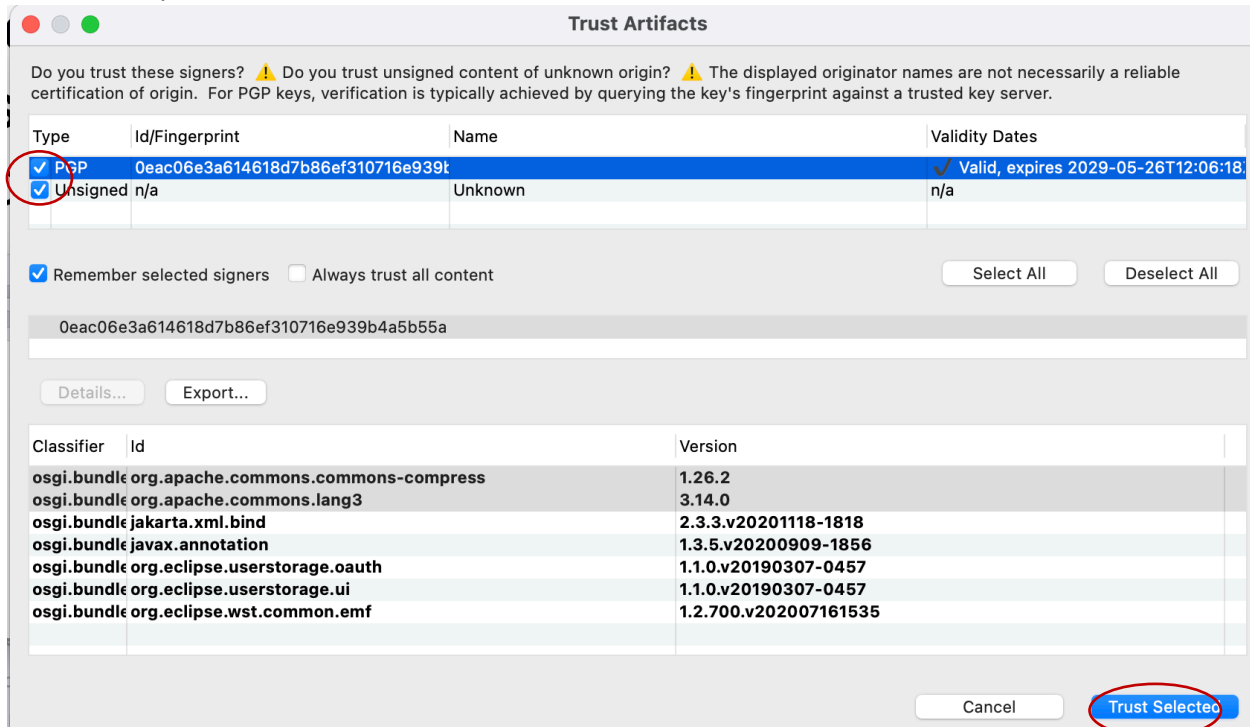 Trust Artifacts
Do you trust these signers? ⚠️ Do you trust unsigned content of unknown origin? ⚠️ The displayed originator names are not necessarily a reliable
certification of origin. For PGP keys, verification is typically achieved by querying the key's fingerprint against a trusted key server.
Type Id/Fingerprint Name Validity Dates
PGP 0eac06e3a614618d7b86ef310716e939b Valid, expires 2029-05-26T12:06:18
Unsigned n/a Unknown n/a
Remember selected signers Always trust all content Select All Deselect All
0eac06e3a614618d7b86ef310716e939b4a5b55a
Details... Export...
Classifier Id Version
osgi.bundle org.apache.commons.commons-compress 1.26.2
osgi.bundle org.apache.commons.lang3 3.14.0
osgi.bundle jakarta.xml.bind 2.3.3.v20201118-1818
osgi.bundle javax.annotation 1.3.5.v20200909-1856
osgi.bundle org.eclipse.userstorage.oauth 1.1.0.v20190307-0457
osgi.bundle org.eclipse.userstorage.ui 1.1.0.v20190307-0457
osgi.bundle org.eclipse.wst.common.emf 1.2.700.v202007161535
Cancel Trust Selected